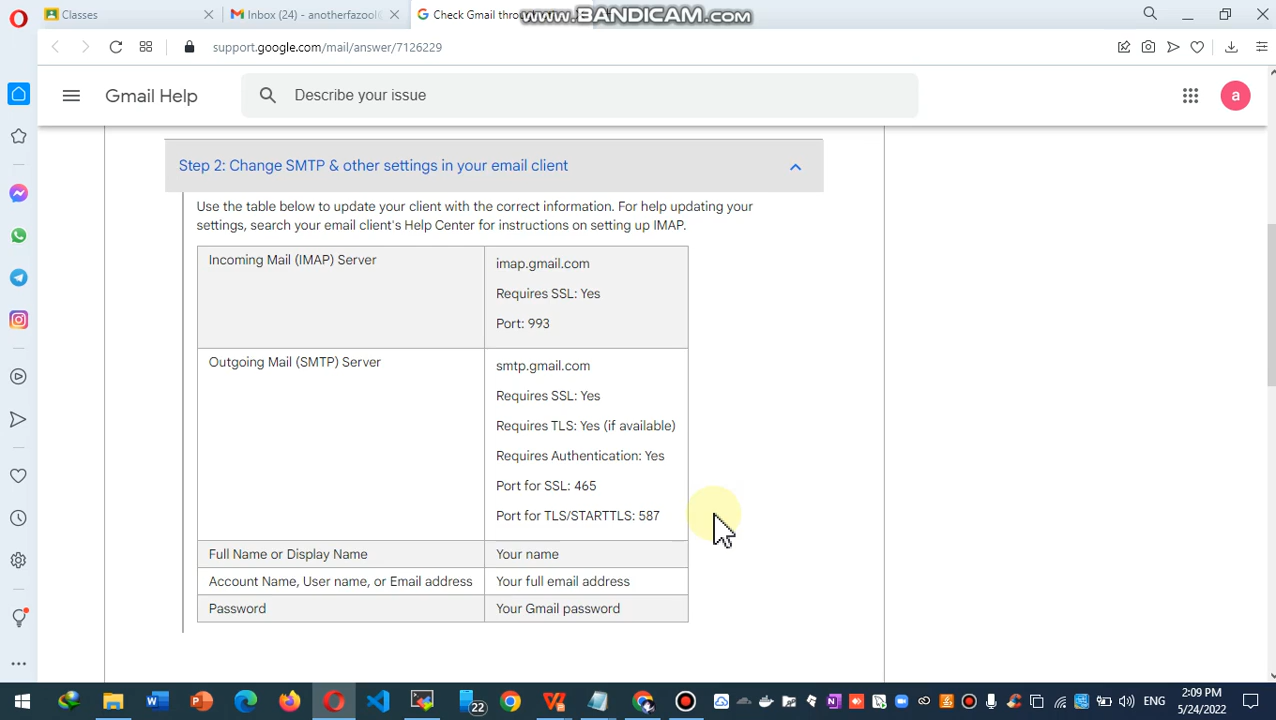 Classes
Inbox (24) - anotherfazool
Check Gmail throu
www.BANDICAM.com
support.google.com/mail/answer/7126229
Gmail Help
Describe your issue
a
Step 2: Change SMTP & other settings in your email client
Use the table below to update your client with the correct information. For help updating your
settings, search your email client's Help Center for instructions on setting up IMAP.
Incoming Mail (IMAP) Server
imap.gmail.com
Requires SSL: Yes
Port: 993
Outgoing Mail (SMTP) Server
smtp.gmail.com
Requires SSL: Yes
Requires TLS: Yes (if available)
Requires Authentication: Yes
Port for SSL: 465
Port for TLS/STARTTLS: 587
Full Name or Display Name
Your name
Account Name, User name, or Email address
Your full email address
Password
Your Gmail password
22
ENG
2:09 PM
5/24/2022